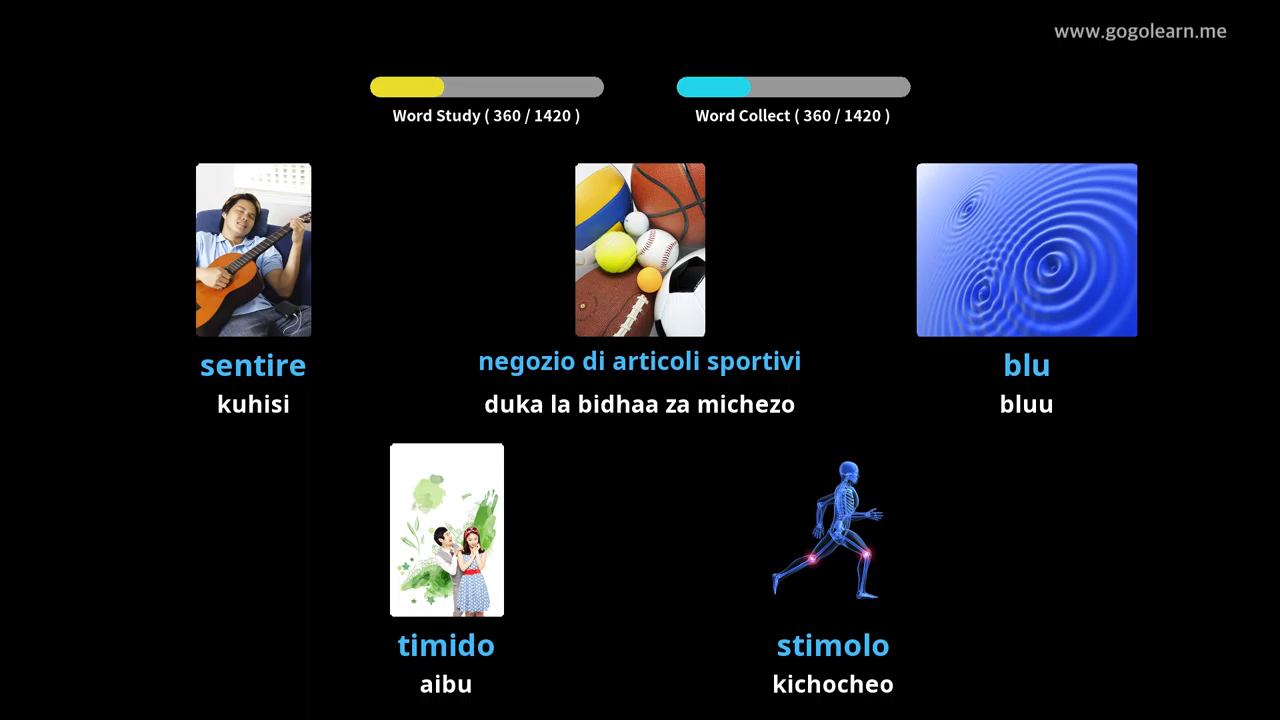 www.gogolearn.me
Word Study ( 360 / 1420 )
Word Collect ( 360 / 1420 )
sentire
kuhisi
negozio di articoli sportivi
duka la bidhaa za michezo
blu
bluu
timido
aibu
stimolo
kichocheo